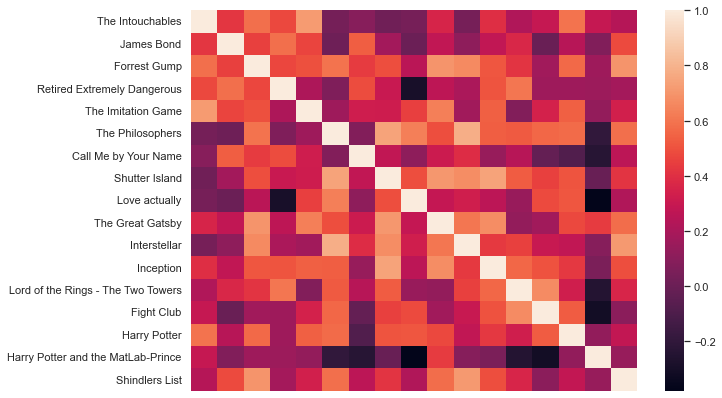 The Intouchables
James Bond
Forrest Gump
Retired Extremely Dangerous
The Imitation Game
The Philosophers
Call Me by Your Name
Shutter Island
Love actually
The Great Gatsby
Interstellar
Inception
Lord of the Rings - The Two Towers
Fight Club
Harry Potter
Harry Potter and the MatLab-Prince
Shindlers List
1.0
0.8
0.6
0.4
0.2
0.0
−0.2